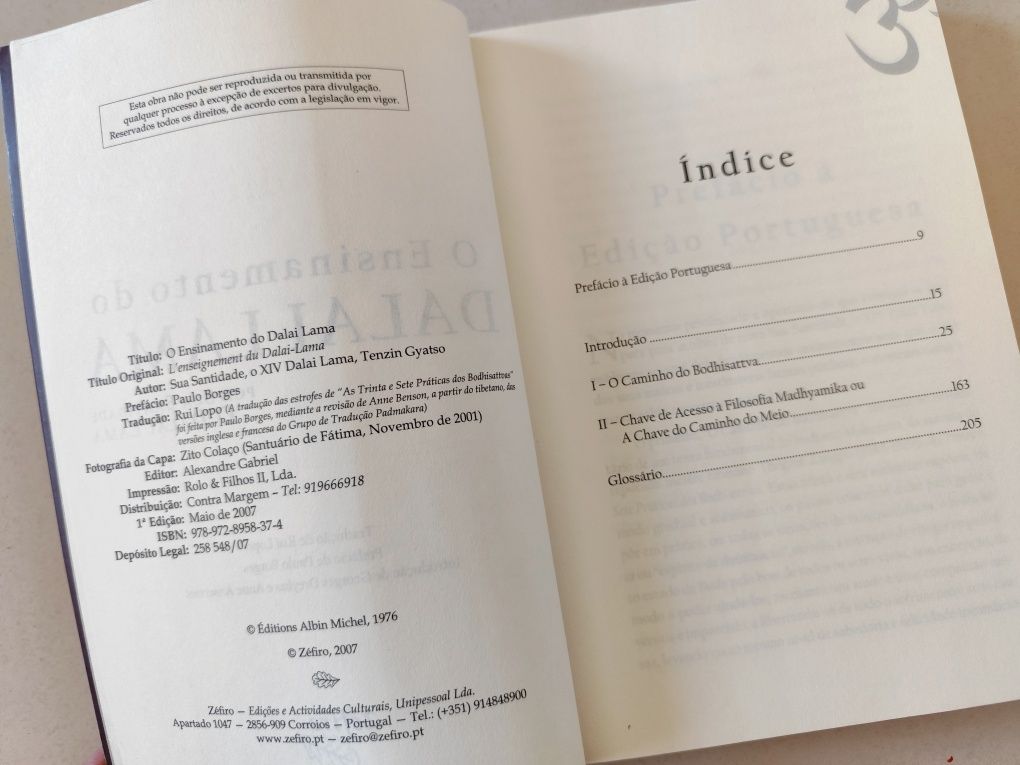 Esta obra não pode ser reproduzida ou transmitida por
qualquer processo à excepção de excertos para divulgação.
Reservados todos os direitos, de acordo com a legislação em vigor.
Título: O Ensinamento do Dalai Lama
Título Original: L'enseignement du Dalai-Lama
Autor: Sua Santidade, o XIV Dalai Lama, Tenzin Gyatso
Prefácio: Paulo Borges
Tradução: Rui Lopo (A tradução das estrofes de "As Trinta e Sete Práticas dos Bodhisattvas"
foi feita por Paulo Borges, mediante a revisão de Anne Benson, a partir do tibetano, das
versões inglesa e francesa do Grupo de Tradução Padmakara)
Fotografia da Capa: Zito Colaço (Santuário de Fátima, Novembro de 2001)
Editor: Alexandre Gabriel
Impressão: Rolo & Filhos II, Lda.
Distribuição: Contra Margem – Tel: 919666918
1ª Edição: Maio de 2007
ISBN: 978-972-8958-37-4
Depósito Legal: 258 548/07
© Éditions Albin Michel, 1976
© Zéfiro, 2007
Zéfiro — Edições e Actividades Culturais, Unipessoal Lda.
Apartado 1047 — 2856-909 Corroios — Portugal — Tel.: (+351) 914848900
www.zefiro.pt — zefiro@zefiro.pt
Índice
Prefácio à Edição Portuguesa 9
Introdução 15
I – O Caminho do Bodhisattva 25
II – Chave de Acesso à Filosofia Madhyamika ou
A Chave do Caminho do Meio 163
Glossário 205